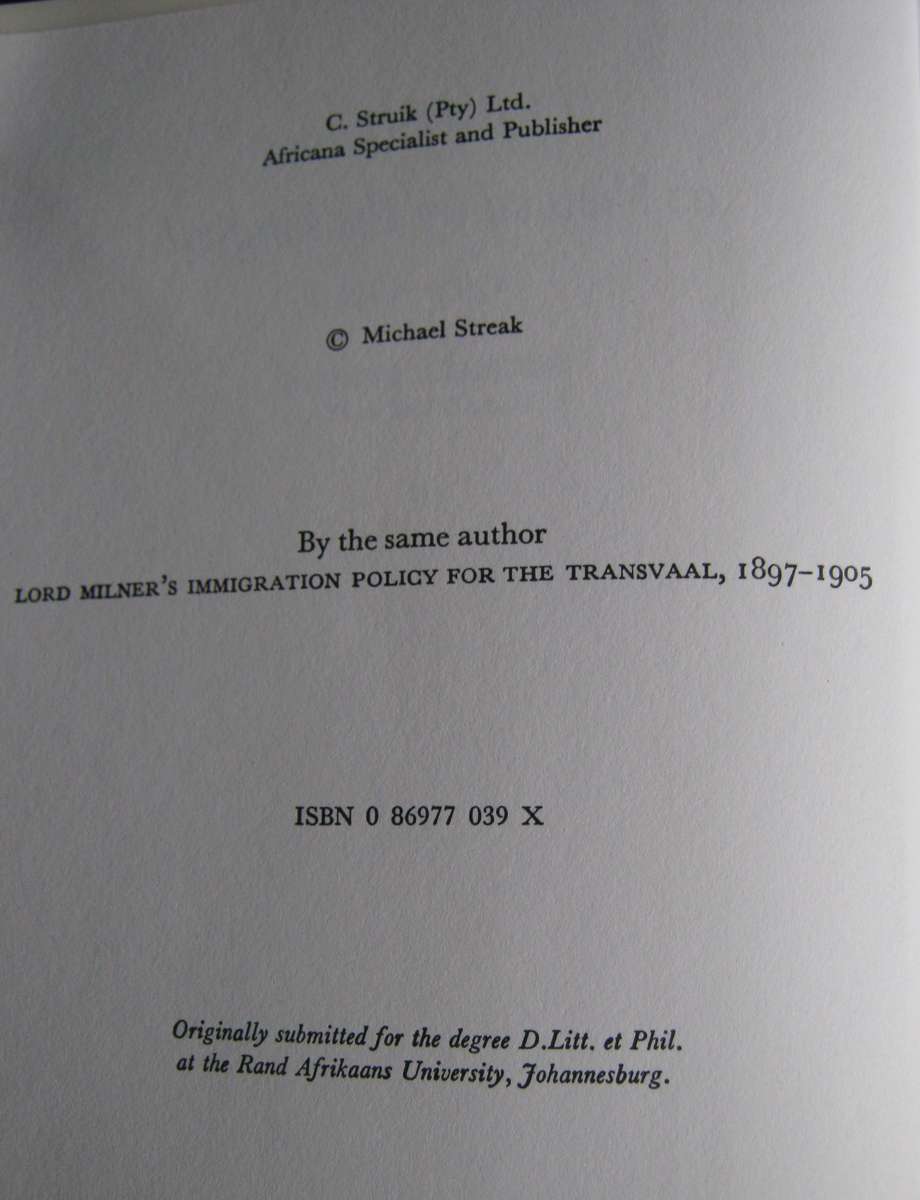 C. Struik (Pty) Ltd.
Africana Specialist and Publisher
© Michael Streak
By the same author
LORD MILNER'S IMMIGRATION POLICY FOR THE TRANSVAAL, 1897–1905
ISBN 0 86977 039 X
Originally submitted for the degree D.Litt. et Phil.
at the Rand Afrikaans University, Johannesburg.